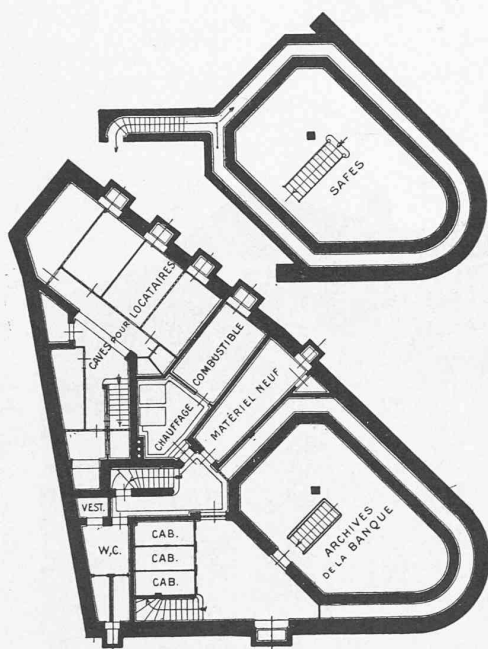 SAFES
CAVES POUR LOCATAIRES
COMBUSTIBLE
MATÉRIEL NEUF
CHAUFFAGE
ARCHIVES
DE LA BANQUE
VEST.
W.C.
CAB.
CAB.
CAB.